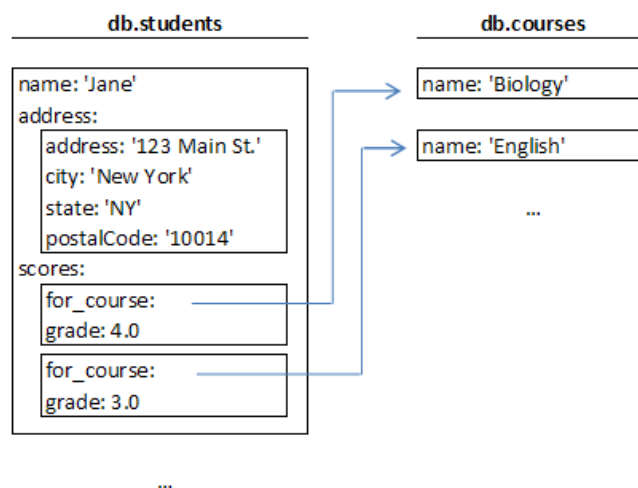 db.students
name: 'Jane'
address:
address: '123 Main St.'
city: 'New York'
state: 'NY'
postalCode: '10014'
scores:
for_course:
grade: 4.0
for_course:
grade: 3.0
...
db.courses
name: 'Biology'
name: 'English'
...